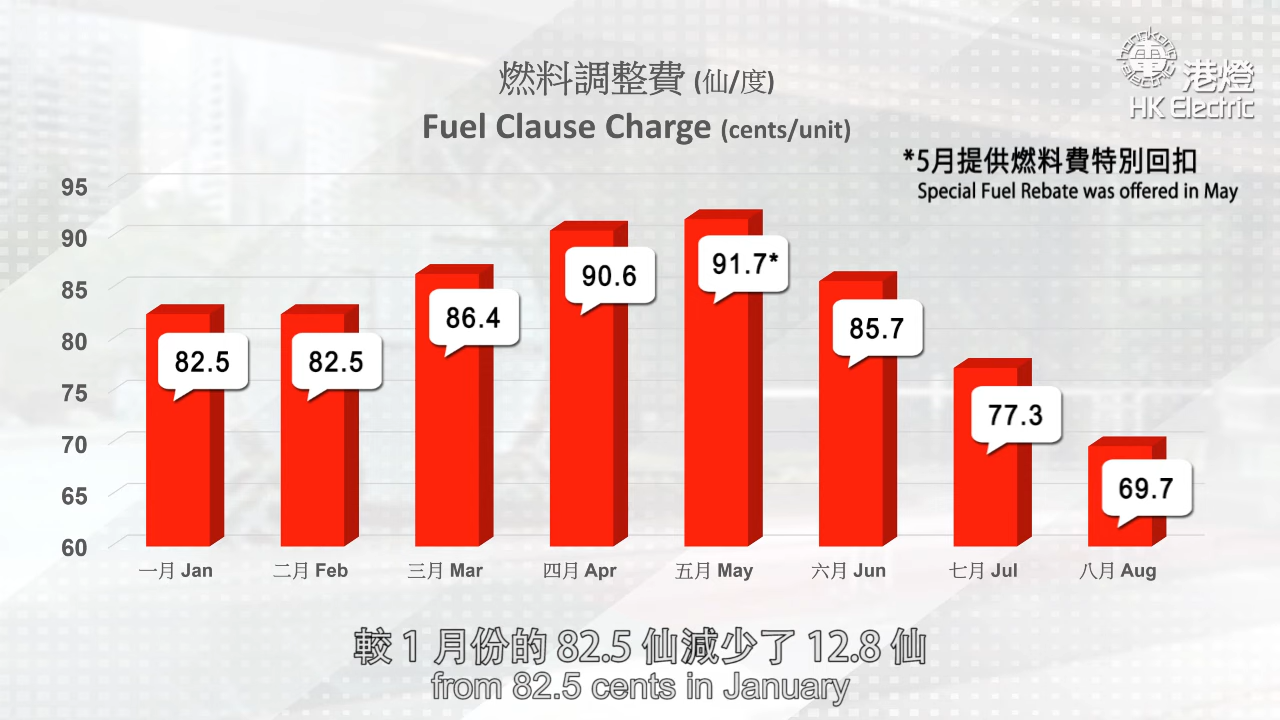 燃料調整費 (仙/度)
Fuel Clause Charge (cents/unit)
電
港燈
HK Electric
*5月提供燃料費特別回扣
Special Fuel Rebate was offered in May
95
90
85
80
75
70
65
60
82.5
82.5
86.4
90.6
91.7*
85.7
77.3
69.7
一月 Jan
二月 Feb
三月 Mar
四月 Apr
五月 May
六月 Jun
七月 Jul
八月 Aug
較 1 月份的 82.5 仙減少了 12.8 仙
from 82.5 cents in January